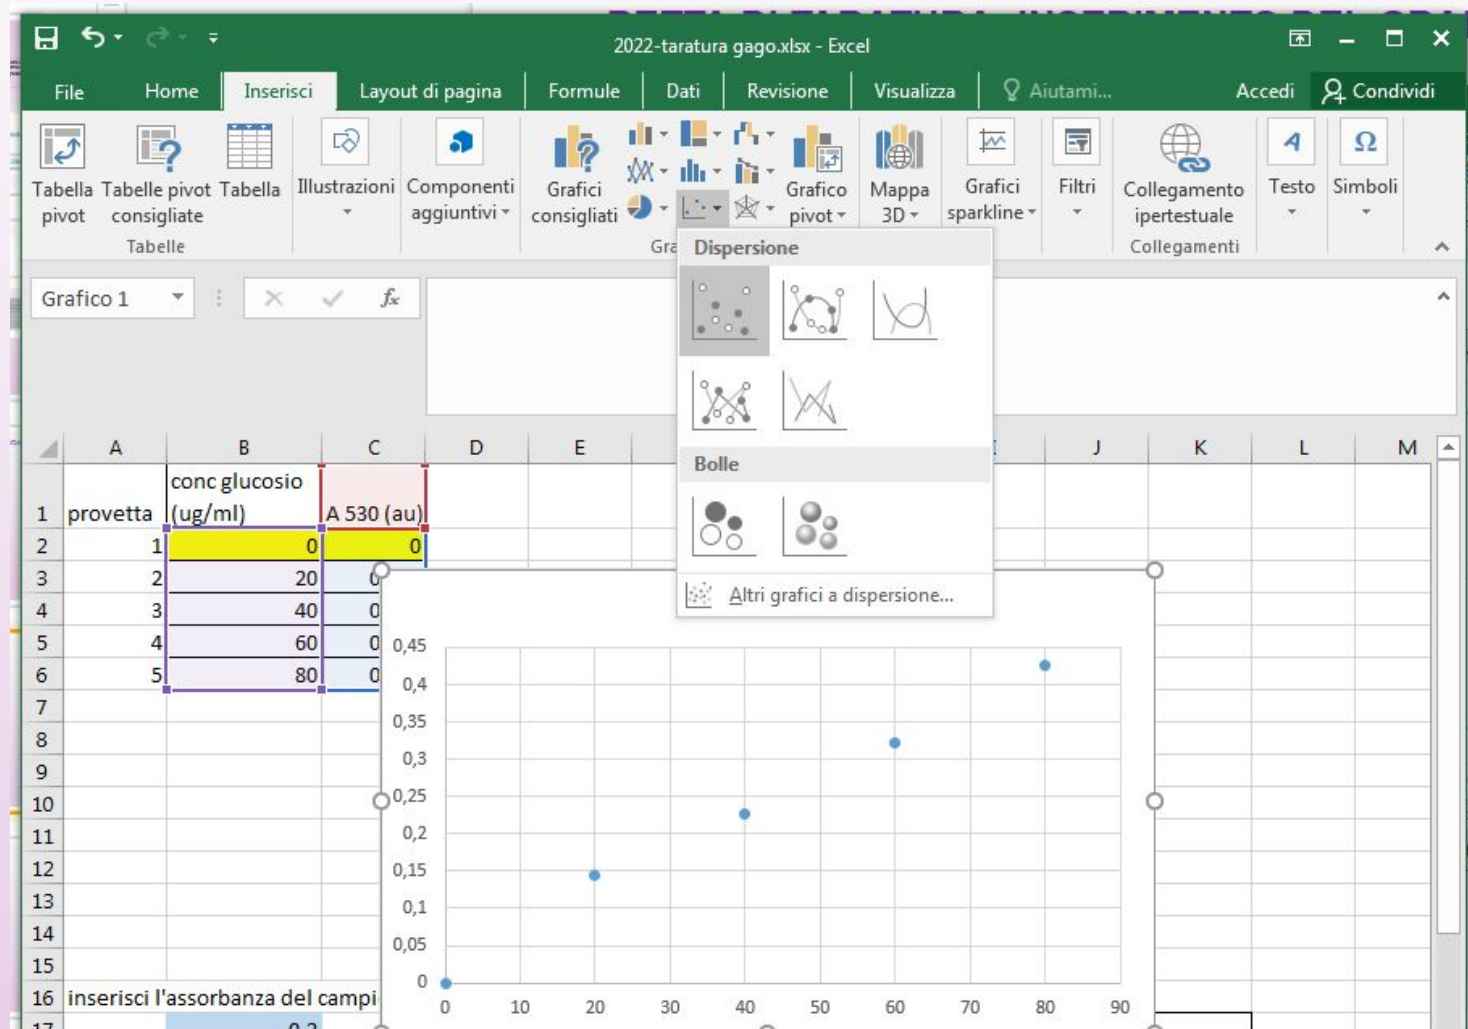 2022-taratura gago.xlsx - Excel
File Home Inserisci Layout di pagina Formule Dati Revisione Visualizza Aiutami... Accedi Condividi
Tabella pivot
Tabelle pivot consigliate
Tabella
Illustrazioni
Componenti aggiuntivi
Grafici consigliati
Grafico pivot
Mappa 3D
Grafici sparkline
Filtri
Collegamento ipertestuale
Testo
Simboli
Tabelle
Collegamenti
Dispersione
Grafico 1 fx
Bolle
Altri grafici a dispersione...
A B C D E J K L M
conc glucosio
1 provetta (ug/ml) A 530 (au)
2 1 0 0
3 2 20
4 3 40
5 4 60
6 5 80
7
8
9
10
11
12
13
14
15
16 inserisci l'assorbanza del campi
0,45
0,4
0,35
0,3
0,25
0,2
0,15
0,1
0,05
0
0 10 20 30 40 50 60 70 80 90